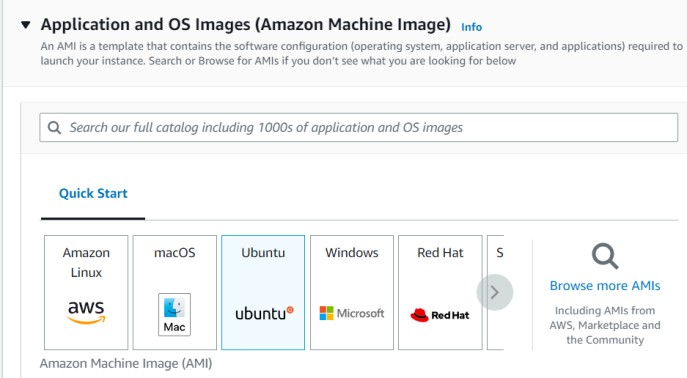 Application and OS Images (Amazon Machine Image) Info
An AMI is a template that contains the software configuration (operating system, application server, and applications) required to
launch your instance. Search or Browse for AMIs if you don't see what you are looking for below
Search our full catalog including 1000s of application and OS images
Quick Start
Amazon
Linux
aws
macOS
Mac
Ubuntu
ubuntu
Windows
Microsoft
Red Hat
Red Hat
S
Browse more AMIs
Including AMIs from
AWS, Marketplace and
the Community
Amazon Machine Image (AMI)